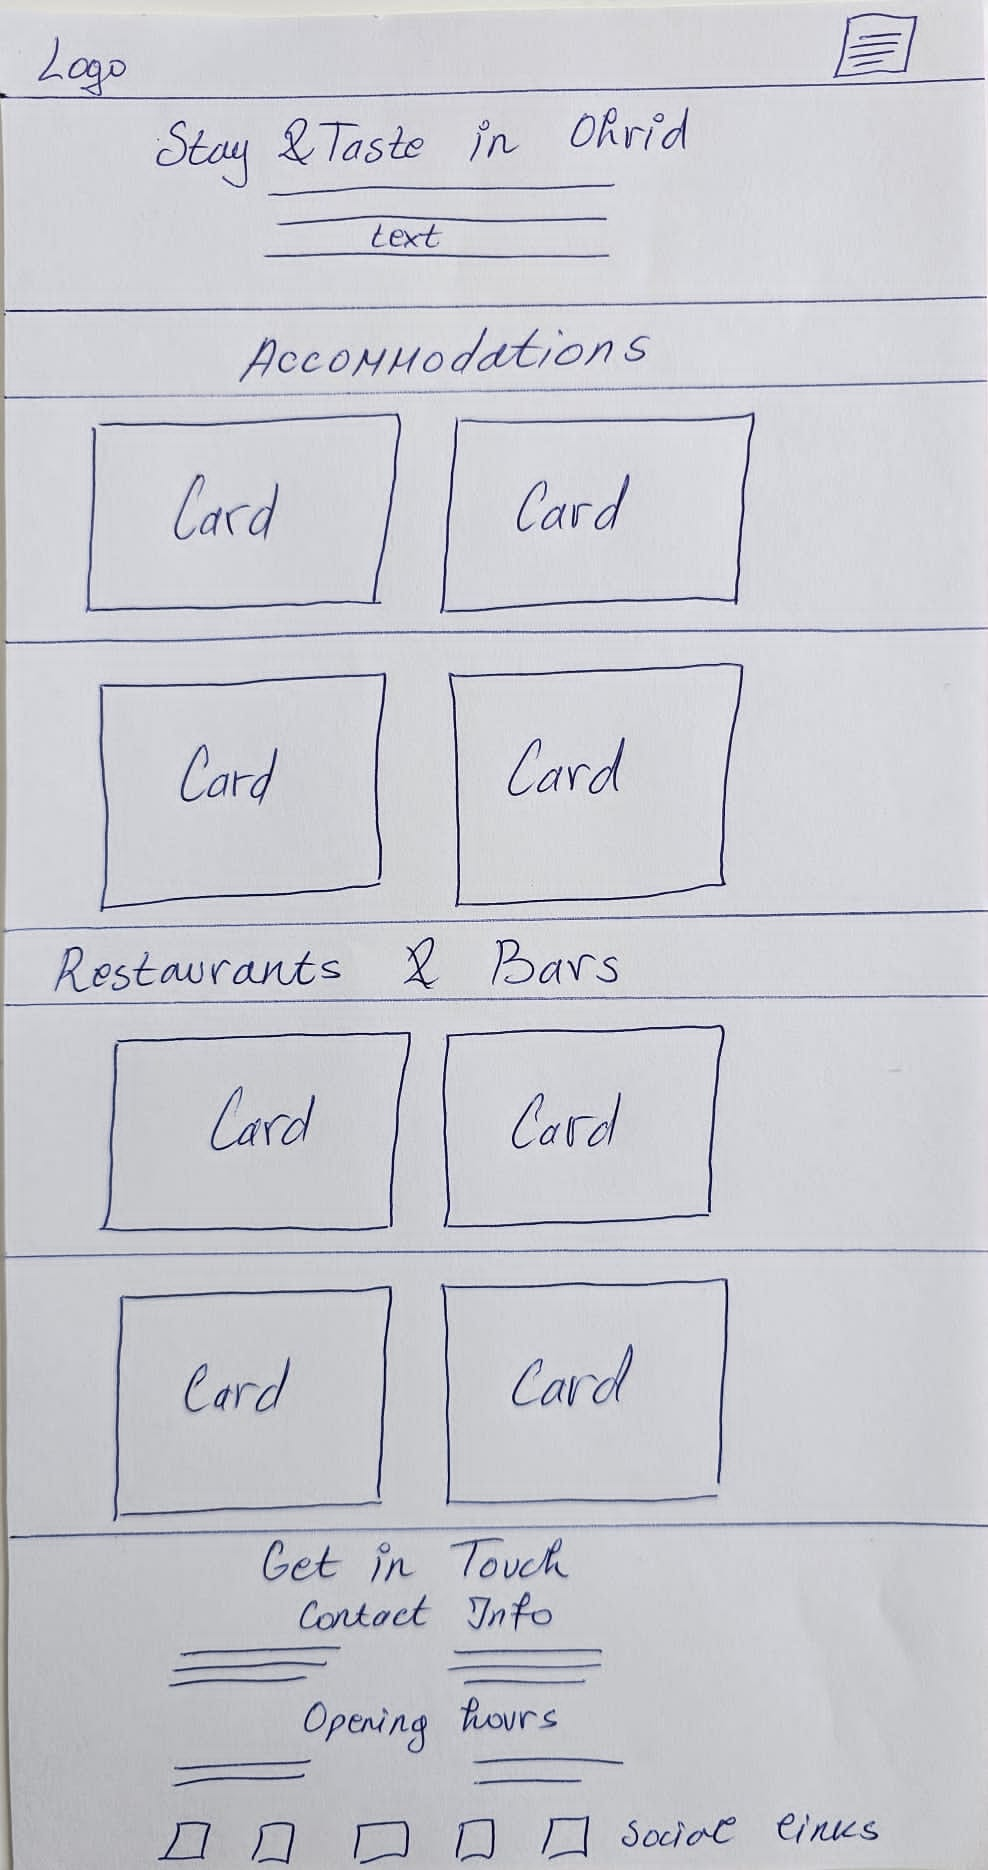 Logo
Stay & Taste in Ohrid
text
Accommodations
Card Card
Card Card
Restaurants & Bars
Card Card
Card Card
Get in Touch
Contact Info
Opening hours
Social links